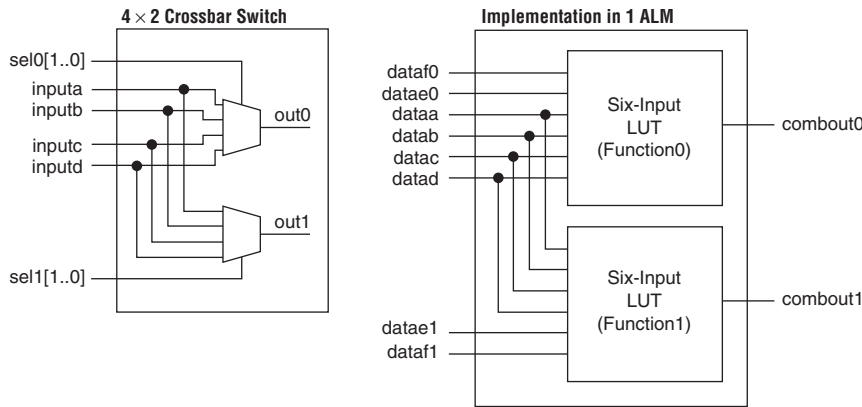 4 × 2 Crossbar Switch
sel0[1..0]
inputa
inputb
inputc
inputd
out0
out1
sel1[1..0]
Implementation in 1 ALM
dataf0
datae0
dataa
datab
datac
datad
Six-Input
LUT
(Function0)
combout0
Six-Input
LUT
(Function1)
combout1
datae1
dataf1